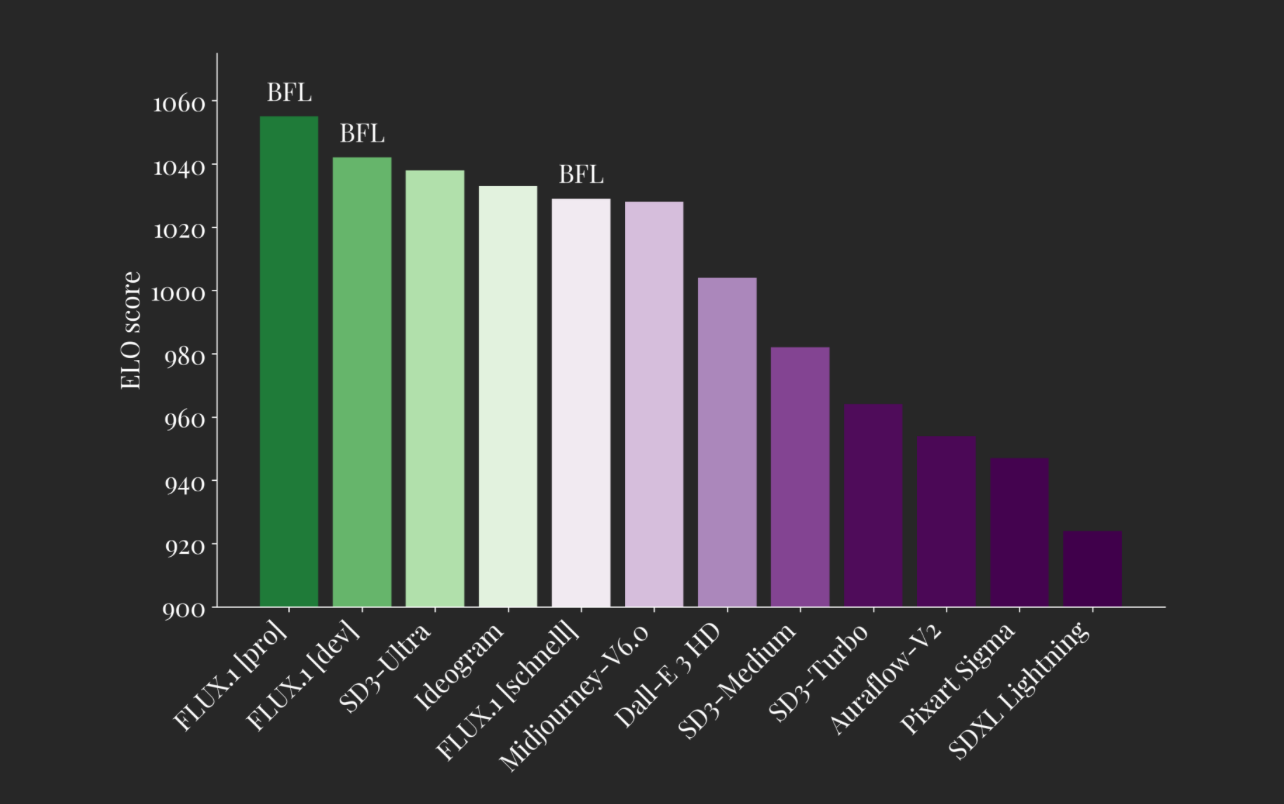 BFL
BFL
BFL
1060
1040
1020
1000
980
960
940
920
900
ELO score
FLUX.1 [pro]
FLUX.1 [dev]
SD3-Ultra
Ideogram
FLUX.1 [schnell]
Midjourney-V6.0
Dall-E 3 HD
SD3-Medium
SD3-Turbo
Auraflow-V2
Pixart Sigma
SDXL Lightning